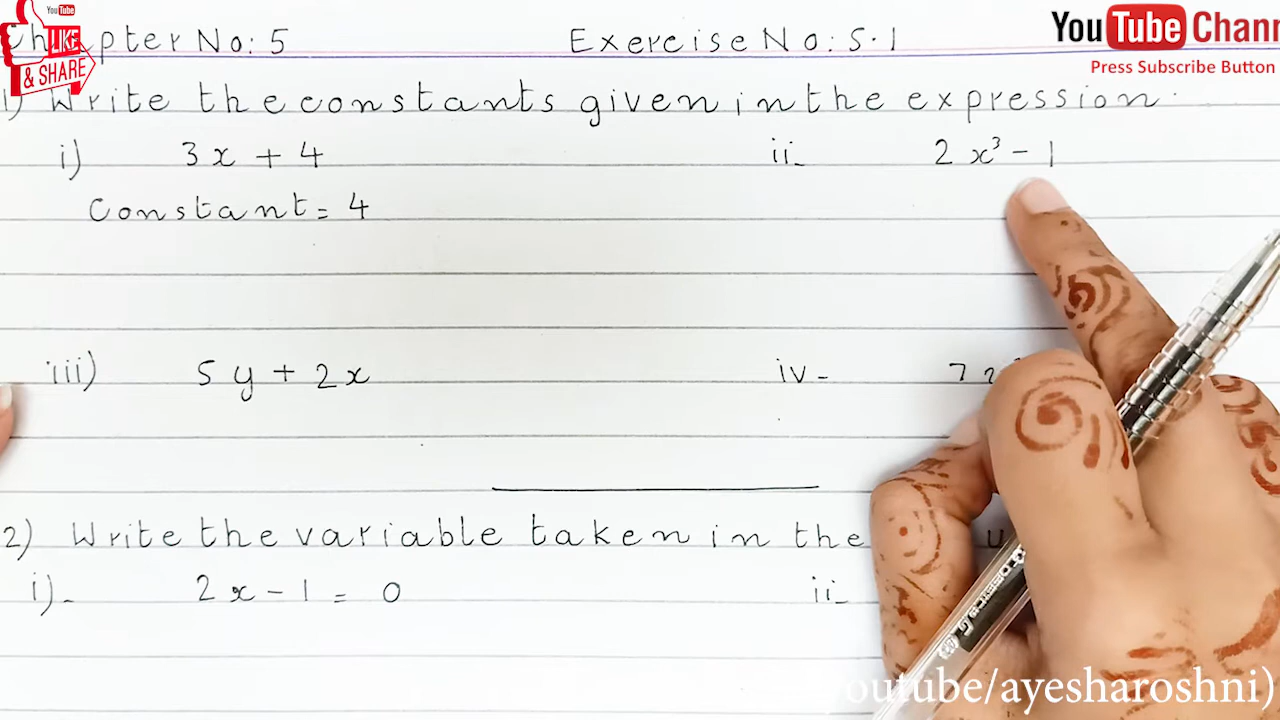 YouTube
LIKE
& SHARE
Chapter No: 5 Exercise No: 5.1
YouTube Chann
Press Subscribe Button
1) Write the constants given in the expression.
i) 3x + 4 ii- 2x³ - 1
Constant = 4
iii) 5y + 2x iv- 7
2) Write the variable taken in the
i)- 2x - 1 = 0 ii-
youtube/ayesharoshni)